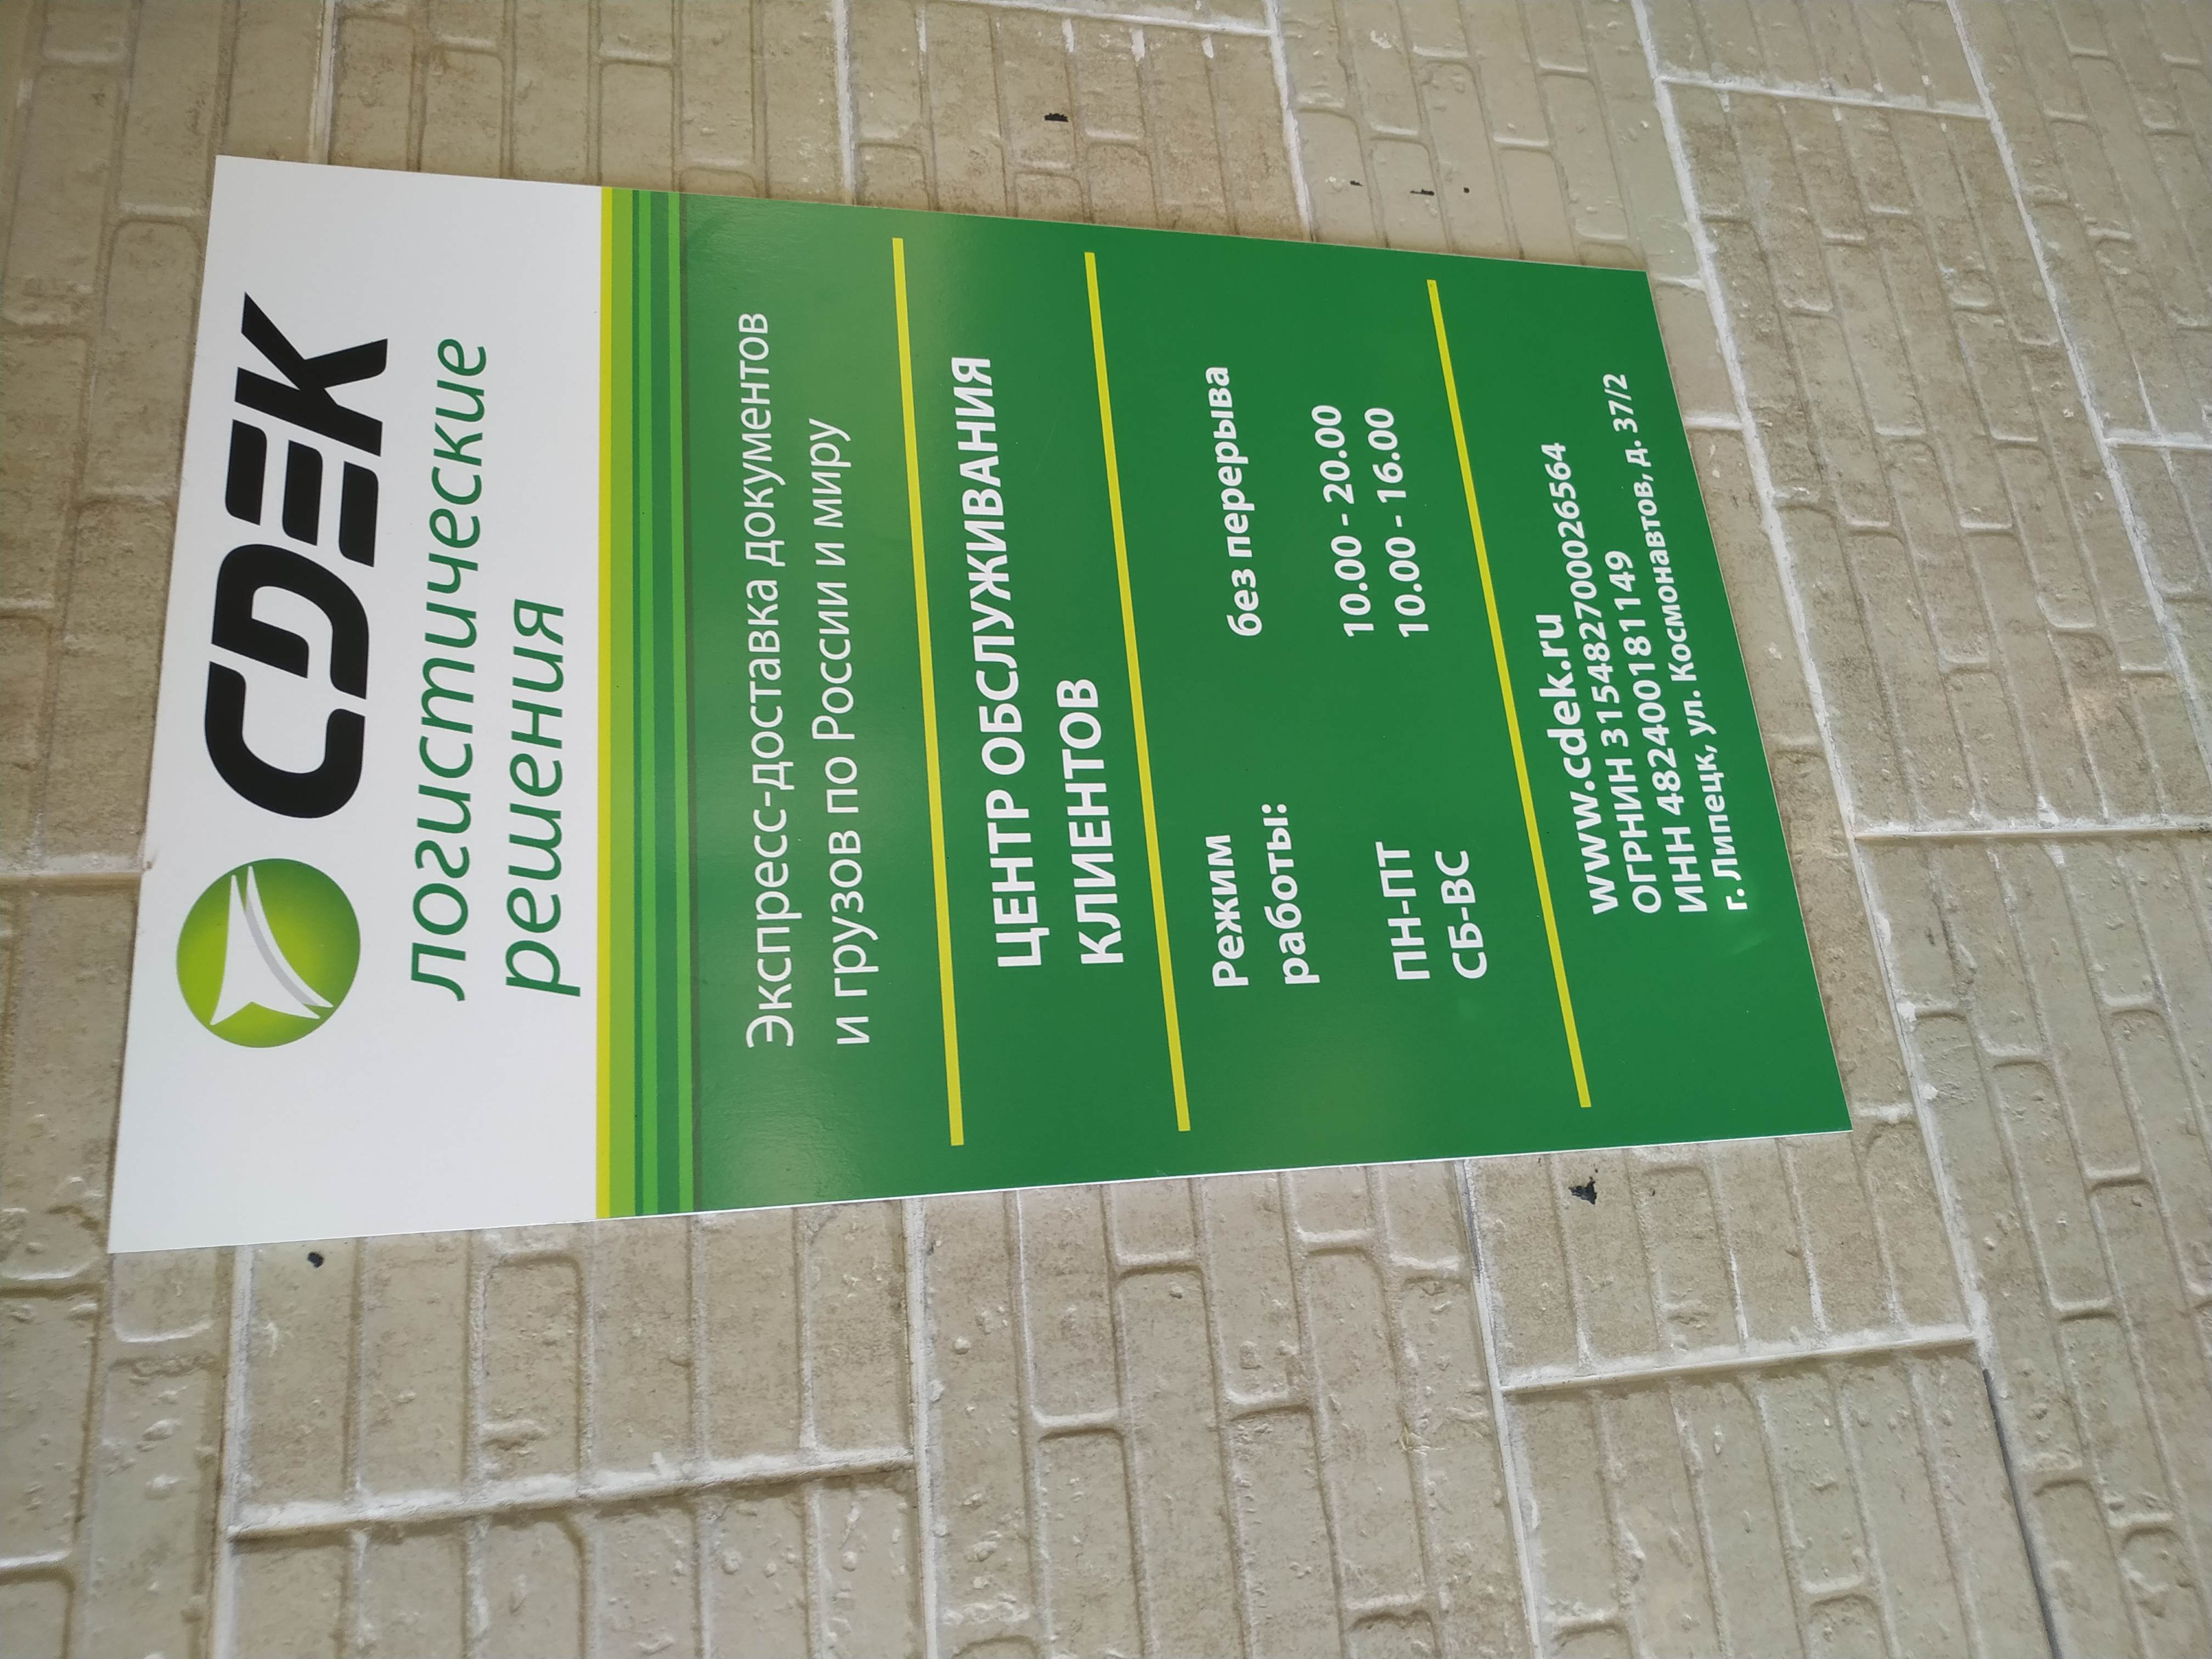 CDEK
логистические
решения
Экспресс-доставка документов
и грузов по России и миру
ЦЕНТР ОБСЛУЖИВАНИЯ
КЛИЕНТОВ
Режим без перерыва
работы:
ПН-ПТ 10.00 - 20.00
СБ-ВС 10.00 - 16.00
www.cdek.ru
ОГРНИН 315482700026564
ИНН 482400181149
г. Липецк, ул. Космонавтов, д. 37/2